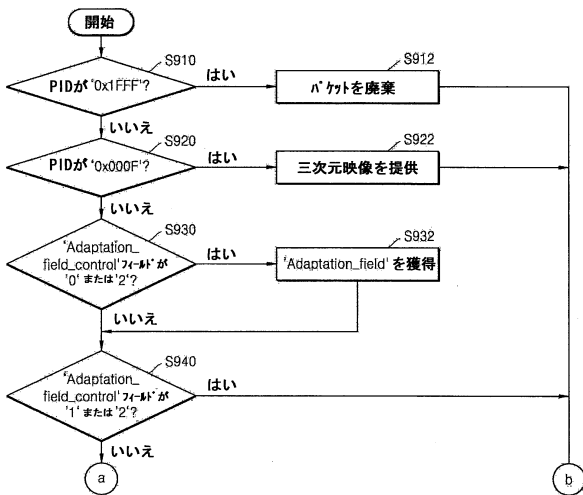 開始
S910
PIDが'0x1FFF'?
はい
S912
パケットを廃棄
いいえ
S920
PIDが'0x000F'?
はい
S922
三次元映像を提供
いいえ
S930
'Adaptation_
field_control'フィールドが
'0'または'2'?
はい
S932
'Adaptation_field'を獲得
いいえ
S940
'Adaptation_
field_control'フィールドが
'1'または'2'?
はい
いいえ
a
b